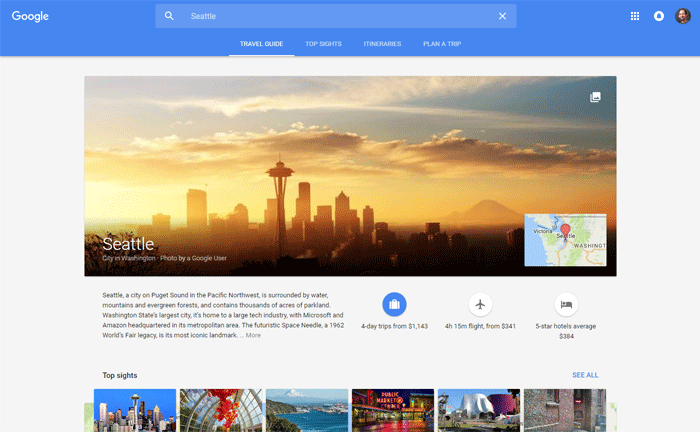 Google
Seattle
TRAVEL GUIDE
TOP SIGHTS
ITINERARIES
PLAN A TRIP
Seattle
City in Washington · Photo by a Google User
Victoria
Seattle
WASHINGT
Seattle, a city on Puget Sound in the Pacific Northwest, is surrounded by water,
mountains and evergreen forests, and contains thousands of acres of parkland.
Washington State's largest city, it's home to a large tech industry, with Microsoft and
Amazon headquartered in its metropolitan area. The futuristic Space Needle, a 1962
World's Fair legacy, is its most iconic landmark. ... More
4-day trips from $1,143
4h 15m flight, from $341
5-star hotels average
$384
Top sights
SEE ALL
PUBLIC
MARKET
CENTER